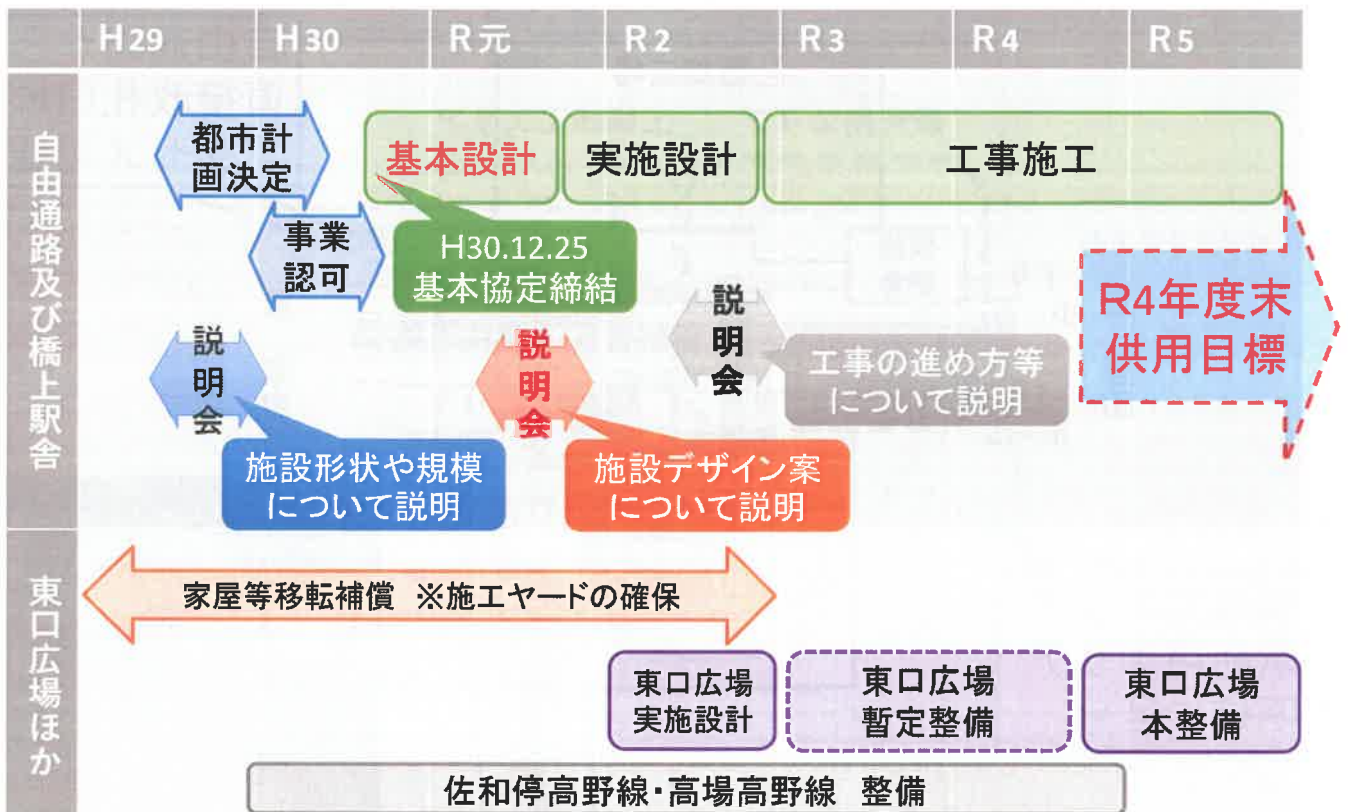 H29 H30 R元 R2 R3 R4 R5
自由通路及び橋上駅舎
都市計
画決定
基本設計
実施設計
工事施工
事業
認可
H30.12.25
基本協定締結
R4年度末
供用目標
説明会
説明会
説明会
工事の進め方等
について説明
施設形状や規模
について説明
施設デザイン案
について説明
東口広場ほか
家屋等移転補償 ※施工ヤードの確保
東口広場
実施設計
東口広場
暫定整備
東口広場
本整備
佐和停高野線・高場高野線 整備